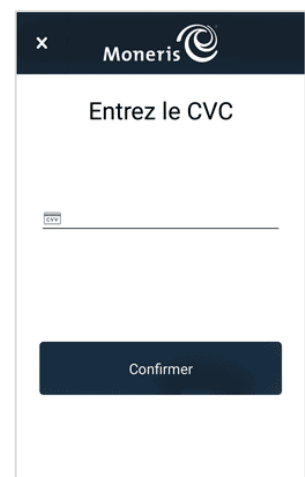 ×
Moneris
Entrez le CVC
CVV
Confirmer